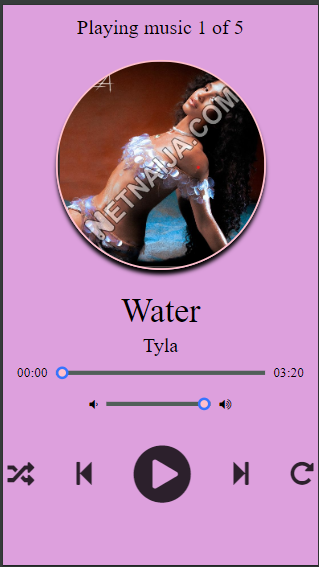 Playing music 1 of 5
NETNAIJA.COM
Water
Tyla
00:00 03:20